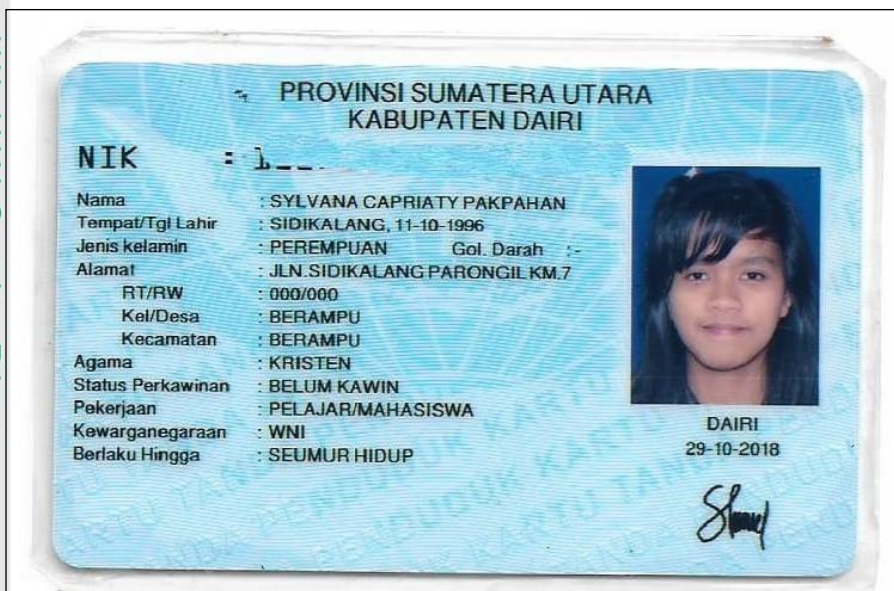 PROVINSI SUMATERA UTARA
KABUPATEN DAIRI
NIK :
Nama : SYLVANA CAPRIATY PAKPAHAN
Tempat/Tgl Lahir : SIDIKALANG, 11-10-1996
Jenis kelamin : PEREMPUAN Gol. Darah :-
Alamat : JLN.SIDIKALANG PARONGIL KM.7
RT/RW : 000/000
Kel/Desa : BERAMPU
Kecamatan : BERAMPU
Agama : KRISTEN
Status Perkawinan : BELUM KAWIN
Pekerjaan : PELAJAR/MAHASISWA
Kewarganegaraan : WNI
Berlaku Hingga : SEUMUR HIDUP
DAIRI
29-10-2018